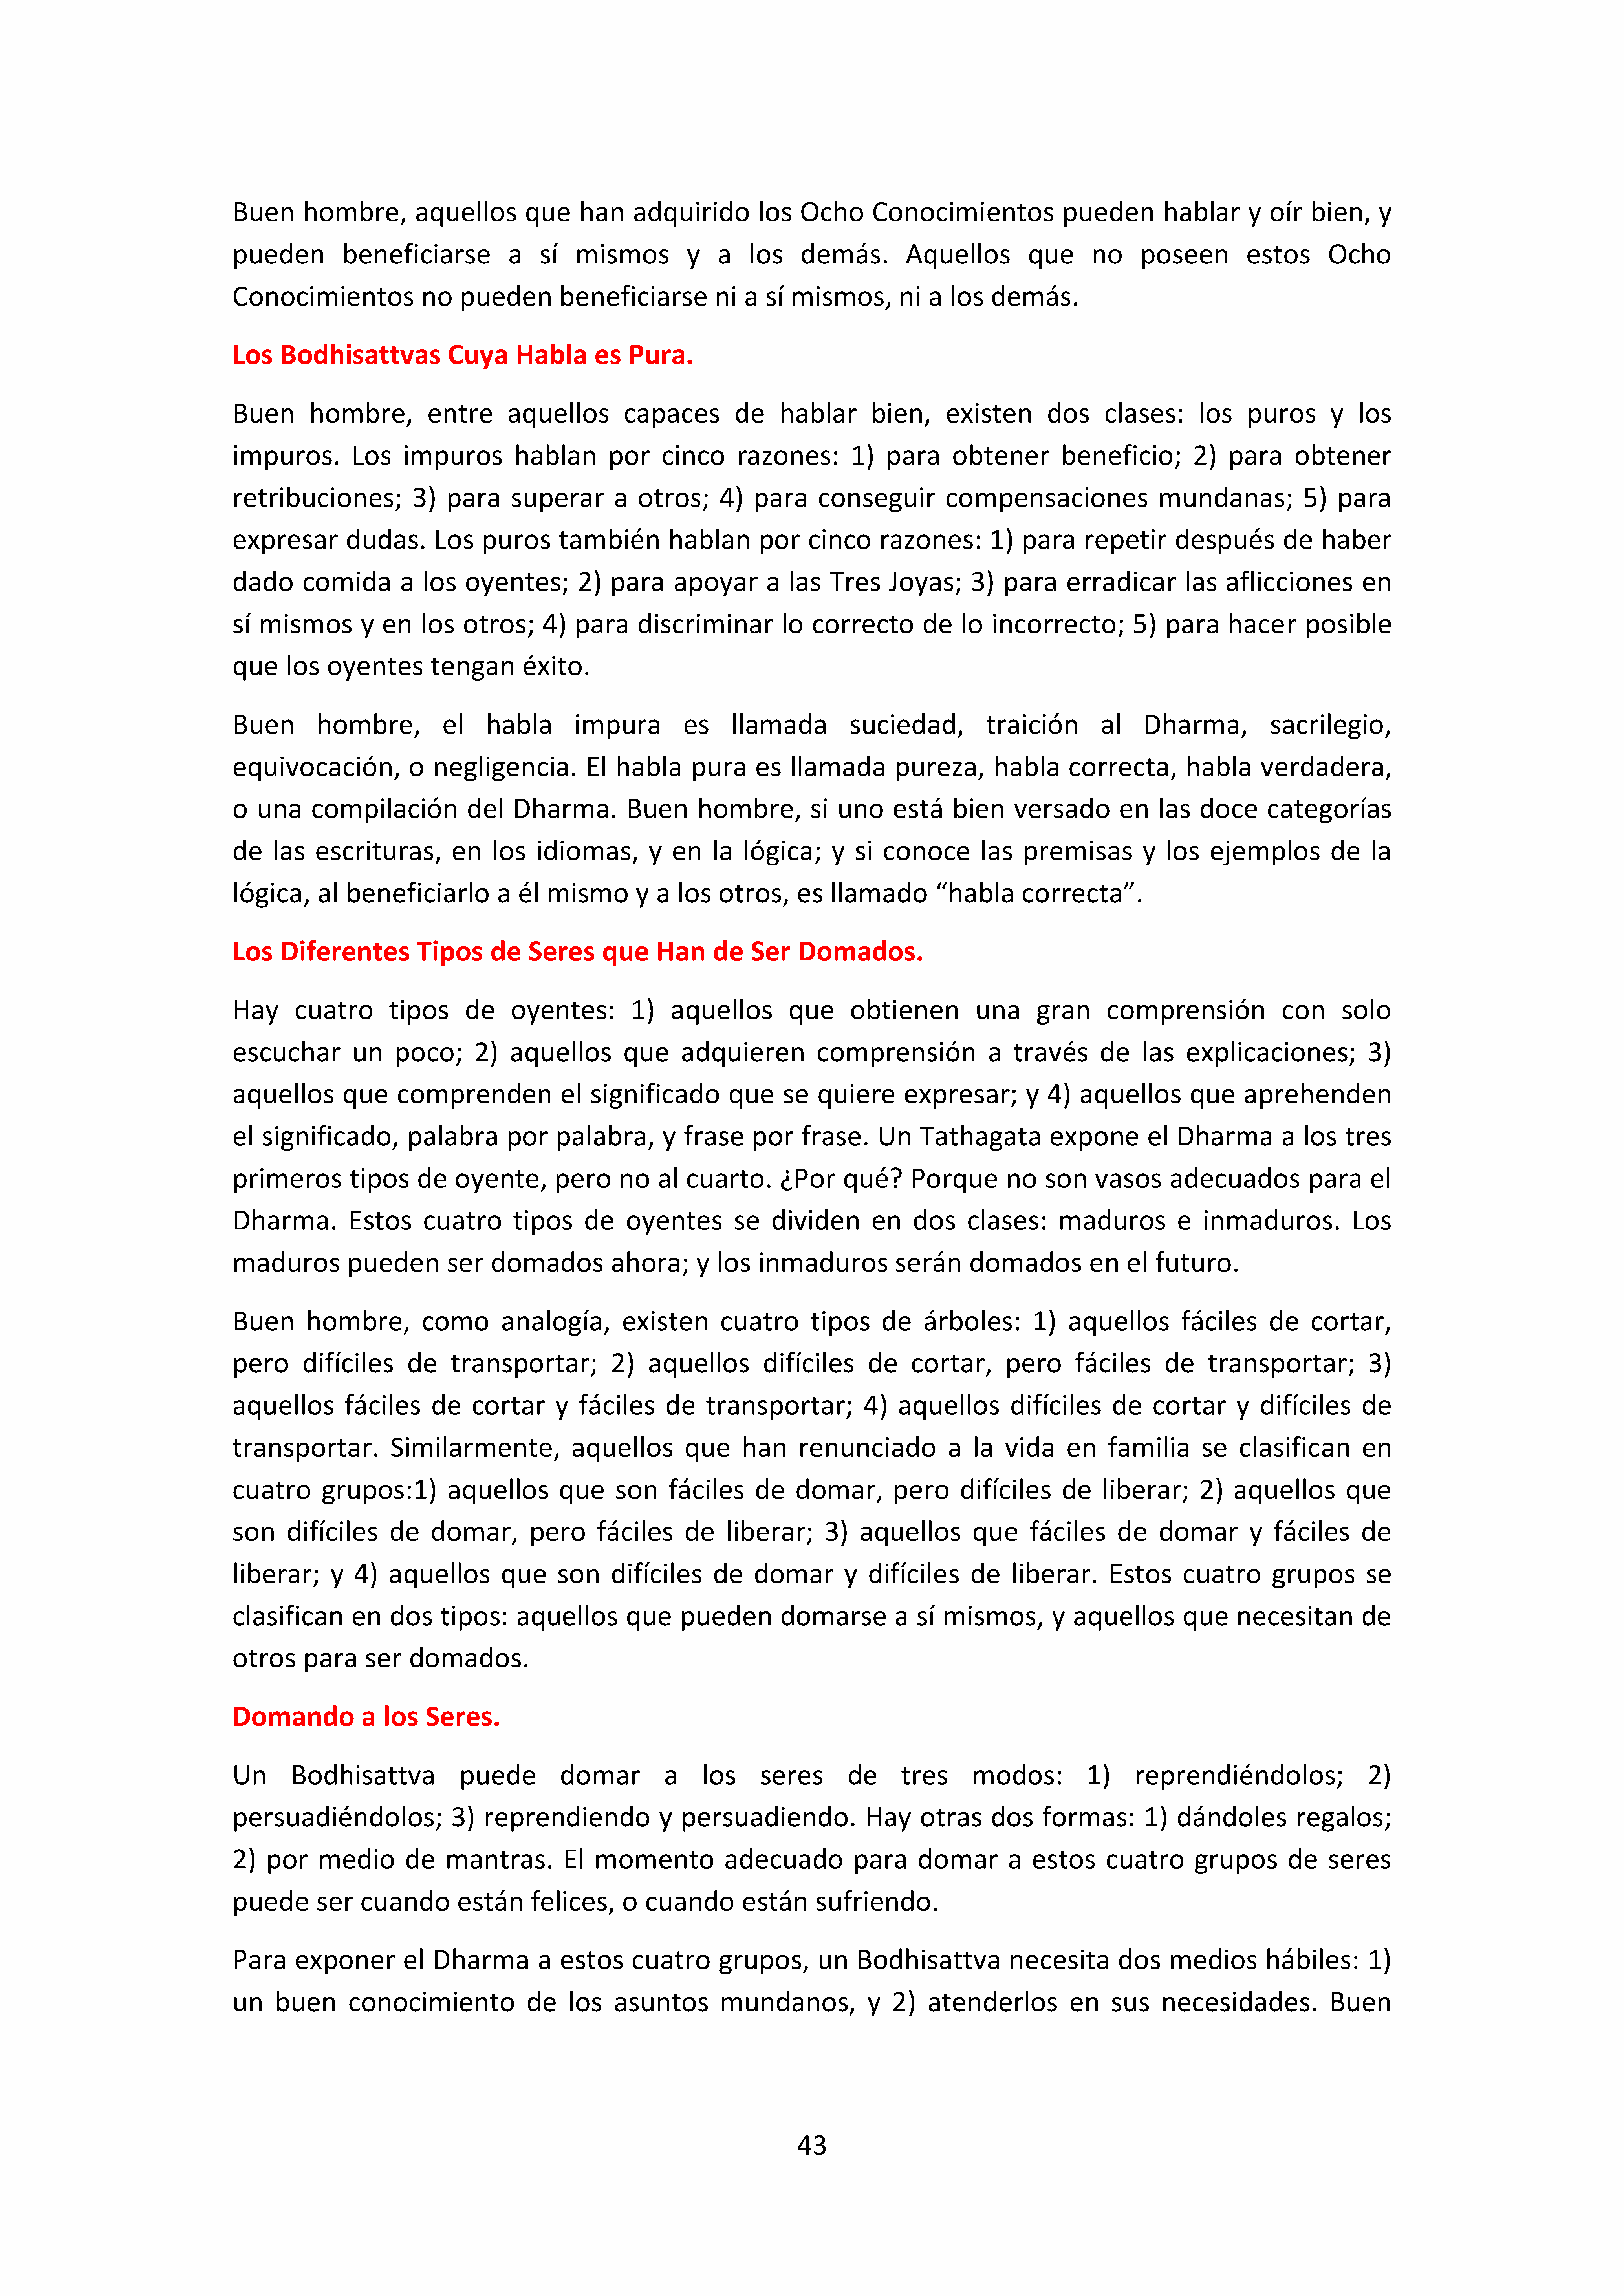 Buen hombre, aquellos que han adquirido los Ocho Conocimientos pueden hablar y oír bien, y
pueden beneficiarse a sí mismos y a los demás. Aquellos que no poseen estos Ocho
Conocimientos no pueden beneficiarse ni a sí mismos, ni a los demás.
Los Bodhisattvas Cuya Habla es Pura.
Buen hombre, entre aquellos capaces de hablar bien, existen dos clases: los puros y los
impuros. Los impuros hablan por cinco razones: 1) para obtener beneficio; 2) para obtener
retribuciones; 3) para superar a otros; 4) para conseguir compensaciones mundanas; 5) para
expresar dudas. Los puros también hablan por cinco razones: 1) para repetir después de haber
dado comida a los oyentes; 2) para apoyar a las Tres Joyas; 3) para erradicar las aflicciones en
sí mismos y en los otros; 4) para discriminar lo correcto de lo incorrecto; 5) para hacer posible
que los oyentes tengan éxito.
Buen hombre, el habla impura es llamada suciedad, traición al Dharma, sacrilegio,
equivocación, o negligencia. El habla pura es llamada pureza, habla correcta, habla verdadera,
o una compilación del Dharma. Buen hombre, si uno está bien versado en las doce categorías
de las escrituras, en los idiomas, y en la lógica; y si conoce las premisas y los ejemplos de la
lógica, al beneficiarlo a él mismo y a los otros, es llamado “habla correcta”.
Los Diferentes Tipos de Seres que Han de Ser Domados.
Hay cuatro tipos de oyentes: 1) aquellos que obtienen una gran comprensión con solo
escuchar un poco; 2) aquellos que adquieren comprensión a través de las explicaciones; 3)
aquellos que comprenden el significado que se quiere expresar; y 4) aquellos que aprehenden
el significado, palabra por palabra, y frase por frase. Un Tathagata expone el Dharma a los tres
primeros tipos de oyente, pero no al cuarto. ¿Por qué? Porque no son vasos adecuados para el
Dharma. Estos cuatro tipos de oyentes se dividen en dos clases: maduros e inmaduros. Los
maduros pueden ser domados ahora; y los inmaduros serán domados en el futuro.
Buen hombre, como analogía, existen cuatro tipos de árboles: 1) aquellos fáciles de cortar,
pero difíciles de transportar; 2) aquellos difíciles de cortar, pero fáciles de transportar; 3)
aquellos fáciles de cortar y fáciles de transportar; 4) aquellos difíciles de cortar y difíciles de
transportar. Similarmente, aquellos que han renunciado a la vida en familia se clasifican en
cuatro grupos:1) aquellos que son fáciles de domar, pero difíciles de liberar; 2) aquellos que
son difíciles de domar, pero fáciles de liberar; 3) aquellos que fáciles de domar y fáciles de
liberar; y 4) aquellos que son difíciles de domar y difíciles de liberar. Estos cuatro grupos se
clasifican en dos tipos: aquellos que pueden domarse a sí mismos, y aquellos que necesitan de
otros para ser domados.
Domando a los Seres.
Un Bodhisattva puede domar a los seres de tres modos: 1) reprendiéndolos; 2)
persuadiéndolos; 3) reprendiendo y persuadiendo. Hay otras dos formas: 1) dándoles regalos;
2) por medio de mantras. El momento adecuado para domar a estos cuatro grupos de seres
puede ser cuando están felices, o cuando están sufriendo.
Para exponer el Dharma a estos cuatro grupos, un Bodhisattva necesita dos medios hábiles: 1)
un buen conocimiento de los asuntos mundanos, y 2) atenderlos en sus necesidades. Buen
43